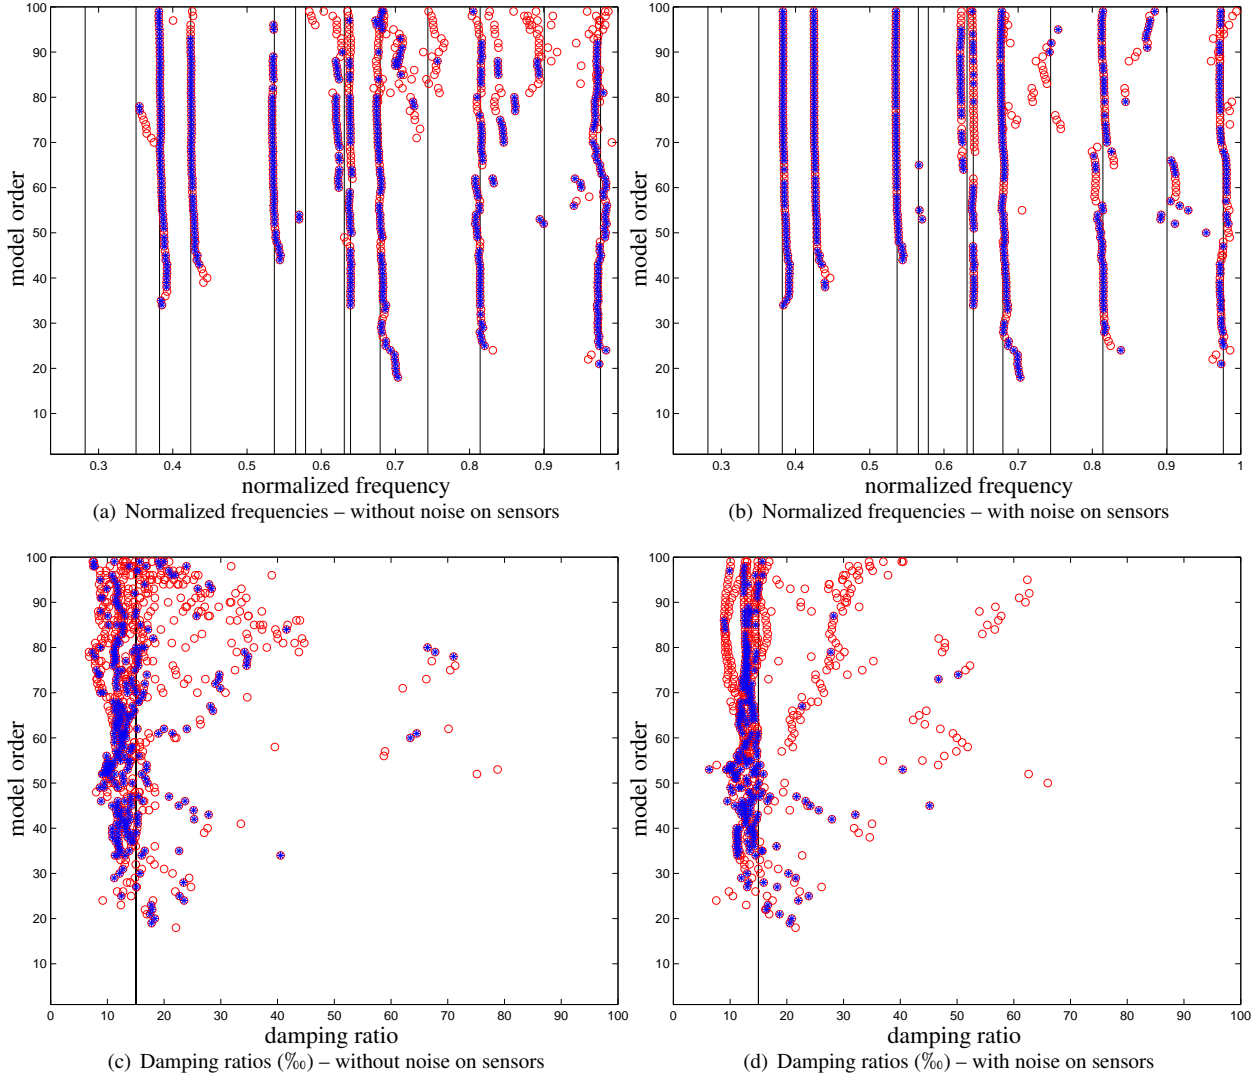 100
90
80
70
60
50
40
30
20
10
model order
0.3 0.4 0.5 0.6 0.7 0.8 0.9 1
normalized frequency
(a) Normalized frequencies – without noise on sensors
100
90
80
70
60
50
40
30
20
10
model order
0.3 0.4 0.5 0.6 0.7 0.8 0.9 1
normalized frequency
(b) Normalized frequencies – with noise on sensors
100
90
80
70
60
50
40
30
20
10
model order
0 10 20 30 40 50 60 70 80 90 100
damping ratio
(c) Damping ratios (‰) – without noise on sensors
100
90
80
70
60
50
40
30
20
10
model order
0 10 20 30 40 50 60 70 80 90 100
damping ratio
(d) Damping ratios (‰) – with noise on sensors